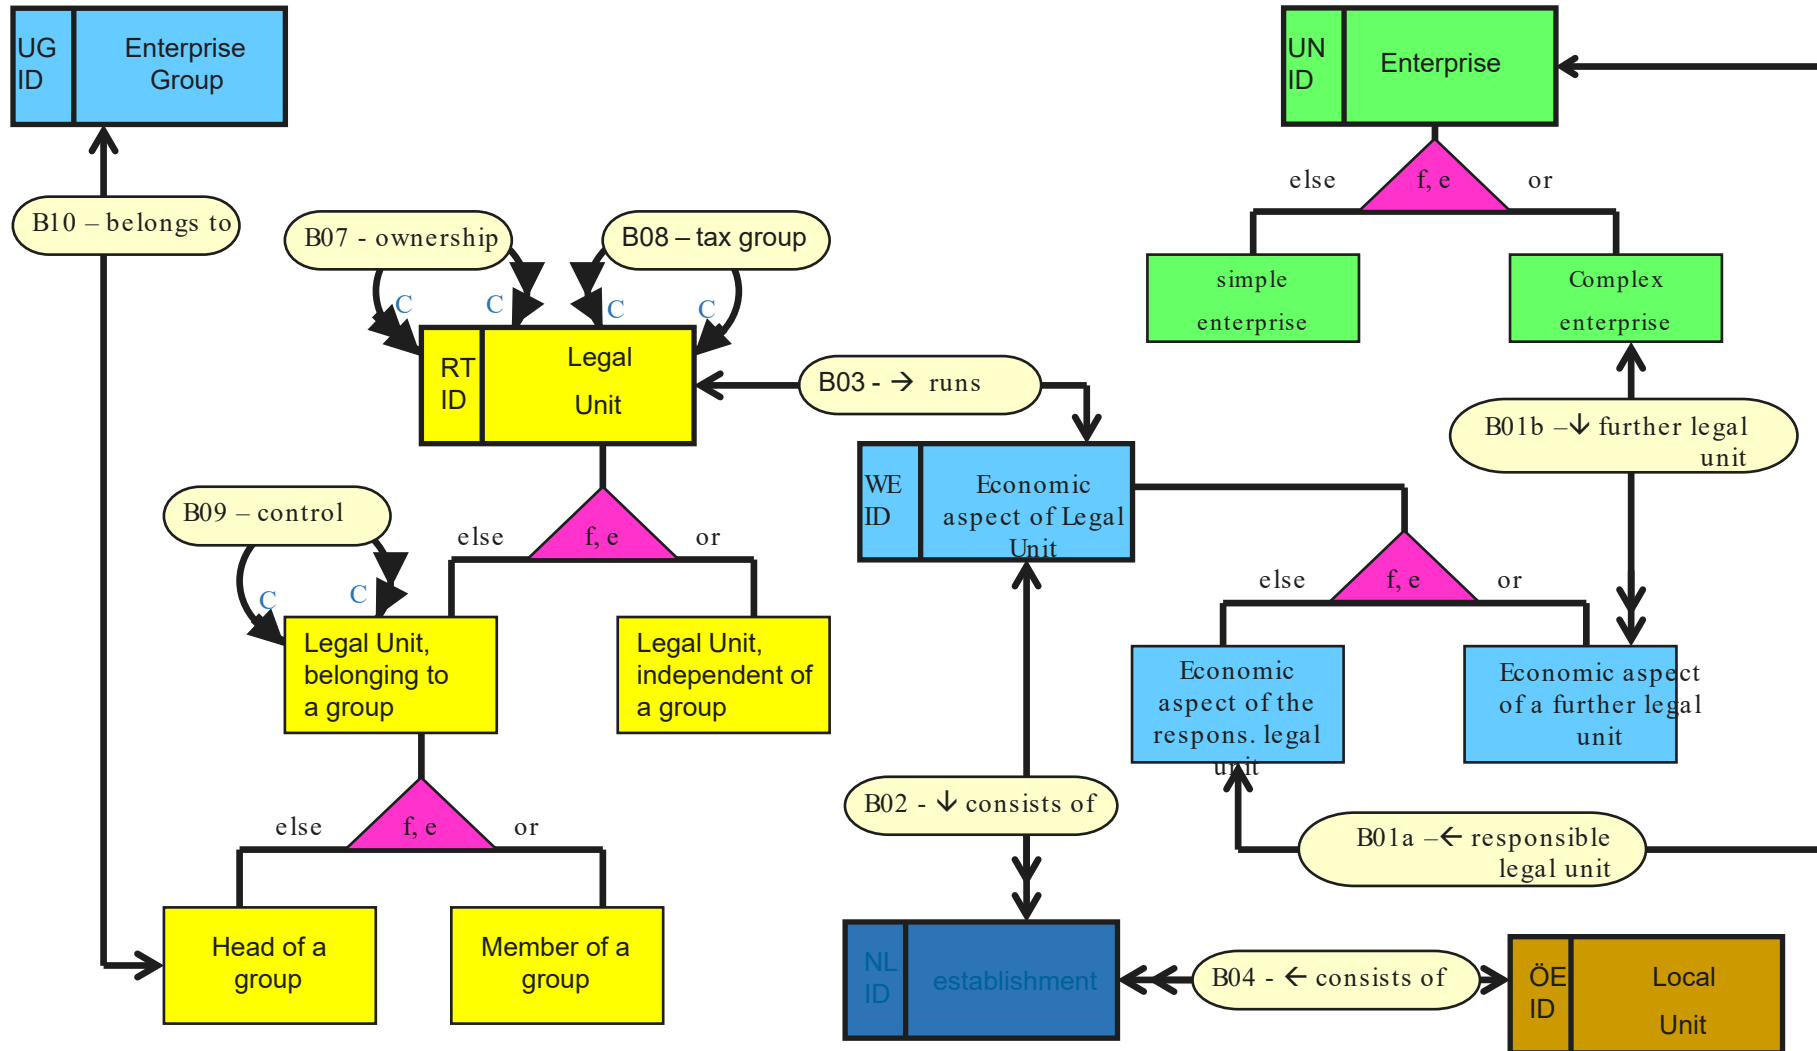 UG
ID
Enterprise
Group
UN
ID
Enterprise
else
f, e
or
simple
enterprise
Complex
enterprise
B10 – belongs to
B07 - ownership
B08 – tax group
C
C
C
C
RT
ID
Legal
Unit
B03 - → runs
B01b –↓ further legal
unit
WE
ID
Economic
aspect of Legal
Unit
B09 – control
else
f, e
or
C
C
else
f, e
or
Legal Unit,
belonging to
a group
Legal Unit,
independent of
a group
Economic
aspect of the
respons. legal
unit
Economic aspect
of a further legal
unit
B02 - ↓ consists of
else
f, e
or
B01a –← responsible
legal unit
Head of a
group
Member of a
group
NL
ID
establishment
B04 - ← consists of
ÖE
ID
Local
Unit